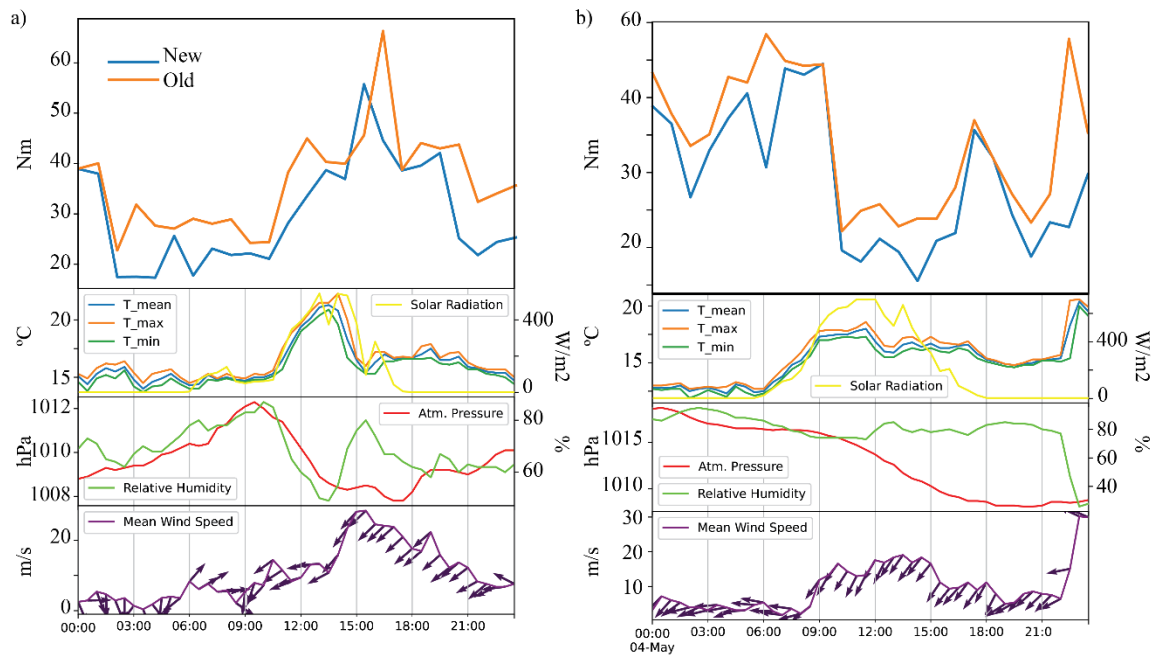 a)
60
50
40
30
20
Nm
New
Old
20
15
ºC
T_mean
T_max
T_min
Solar Radiation
400
0
W/m2
1012
1010
1008
hPa
Atm. Pressure
Relative Humidity
80
60
%
20
0
m/s
Mean Wind Speed
00:00 03:00 06:00 09:00 12:00 15:00 18:00 21:00
b)
60
40
30
20
Nm
20
15
ºC
T_mean
T_max
T_min
Solar Radiation
400
0
W/m2
1015
1010
hPa
Atm. Pressure
Relative Humidity
80
60
40
%
30
20
10
m/s
Mean Wind Speed
00:00 03:00 06:00 09:00 12:00 15:00 18:00 21:00
04-May